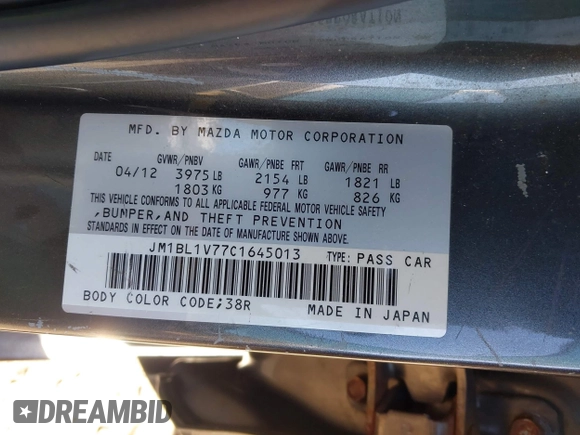 MFD. BY MAZDA MOTOR CORPORATION
DATE GVWR/PNBV GAWR/PNBE FRT GAWR/PNBE RR
04/12 3975 LB 2154 LB 1821 LB
1803 KG 977 KG 826 KG
THIS VEHICLE CONFORMS TO ALL APPLICABLE FEDERAL MOTOR VEHICLE SAFETY
,BUMPER,AND THEFT PREVENTION
STANDARDS IN EFFECT ON THE DATE OF MANUFACTURE SHOWN ABOVE.
JM1BL1V77C1645013 TYPE: PASS CAR
BODY COLOR CODE;38R MADE IN JAPAN
DREAMBID